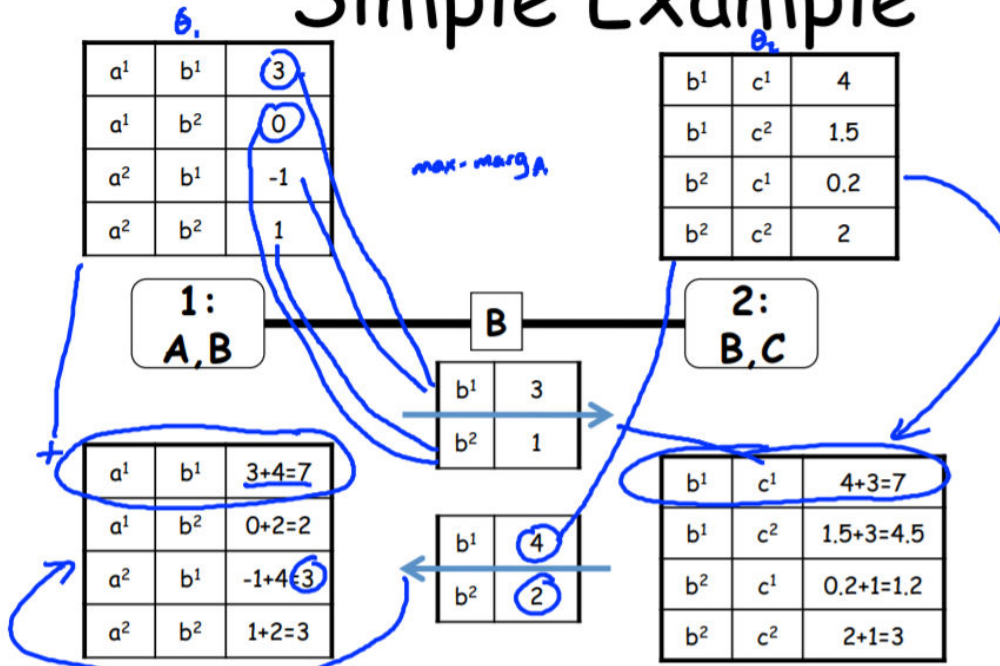 Simple Example
θ₁
a¹ b¹ 3
a¹ b² 0
a² b¹ -1
a² b² 1
max-marg_A
θ₂
b¹ c¹ 4
b¹ c² 1.5
b² c¹ 0.2
b² c² 2
1:
A,B
B
2:
B,C
b¹ 3
b² 1
b¹ 4
b² 2
+
a¹ b¹ 3+4=7
a¹ b² 0+2=2
a² b¹ -1+4=3
a² b² 1+2=3
b¹ c¹ 4+3=7
b¹ c² 1.5+3=4.5
b² c¹ 0.2+1=1.2
b² c² 2+1=3